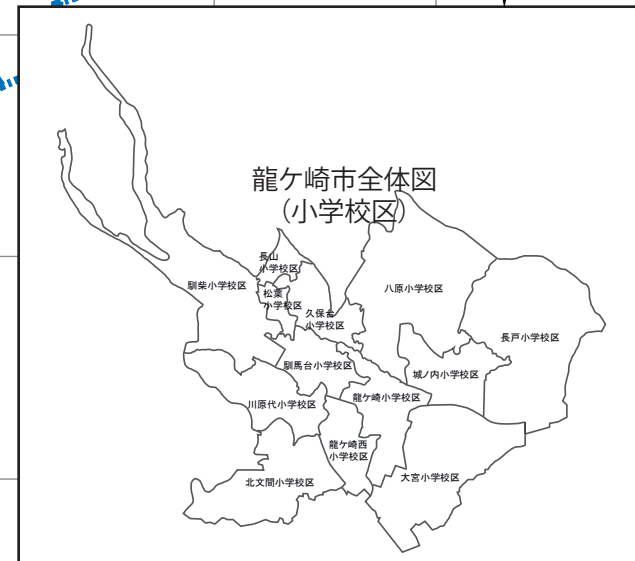 龍ケ崎市全体図
（小学校区）
長山
小学校区
馴柴小学校区
松葉
小学校区
八原小学校区
久保台
小学校区
長戸小学校区
馴馬台小学校区
城ノ内小学校区
龍ケ崎小学校区
川原代小学校区
龍ケ崎西
小学校区
大宮小学校区
北文間小学校区